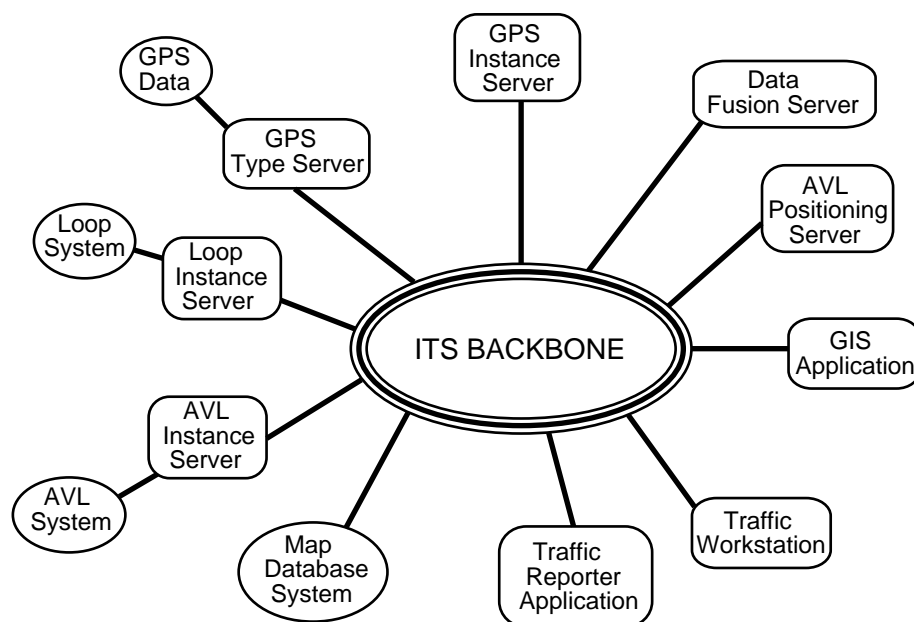 GPS
Data
GPS
Instance
Server
Data
Fusion Server
GPS
Type Server
AVL
Positioning
Server
Loop
System
Loop
Instance
Server
ITS BACKBONE
GIS
Application
AVL
Instance
Server
AVL
System
Map
Database
System
Traffic
Reporter
Application
Traffic
Workstation